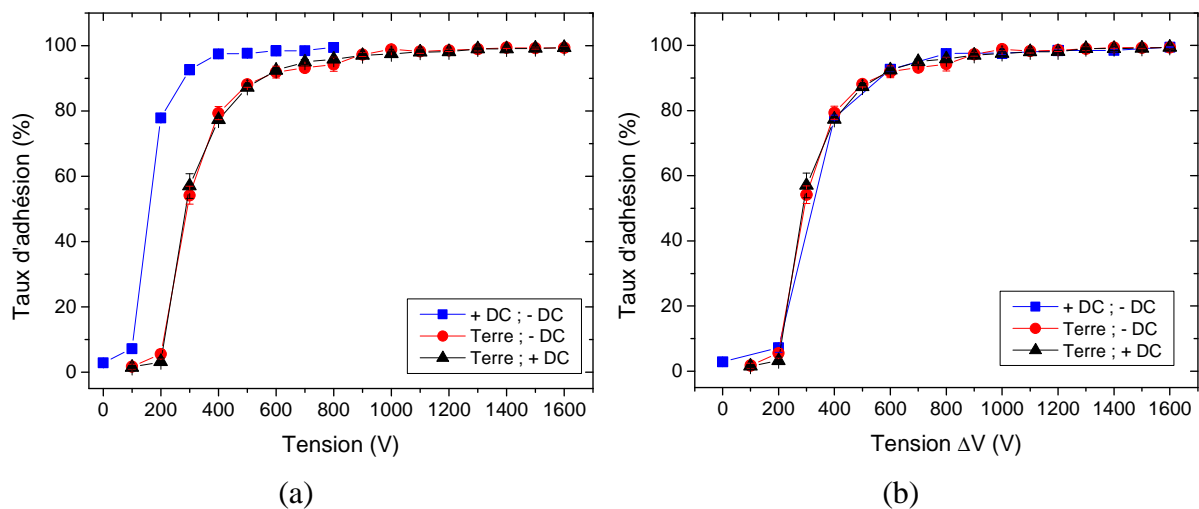 100
80
60
40
20
0
Taux d'adhésion (%)
+ DC ; - DC
Terre ; - DC
Terre ; + DC
0 200 400 600 800 1000 1200 1400 1600
Tension (V)
(a)
100
80
60
40
20
0
Taux d'adhésion (%)
+ DC ; - DC
Terre ; - DC
Terre ; + DC
0 200 400 600 800 1000 1200 1400 1600
Tension ΔV (V)
(b)